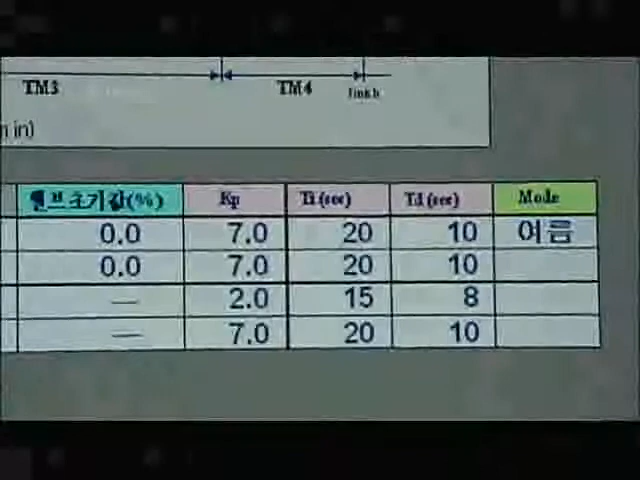 TM3 TM4 finish
n in)
밸브초기값(%) Kp Ti (sec) Td (sec) Mode
0.0 7.0 20 10 여름
0.0 7.0 20 10
— 2.0 15 8
— 7.0 20 10